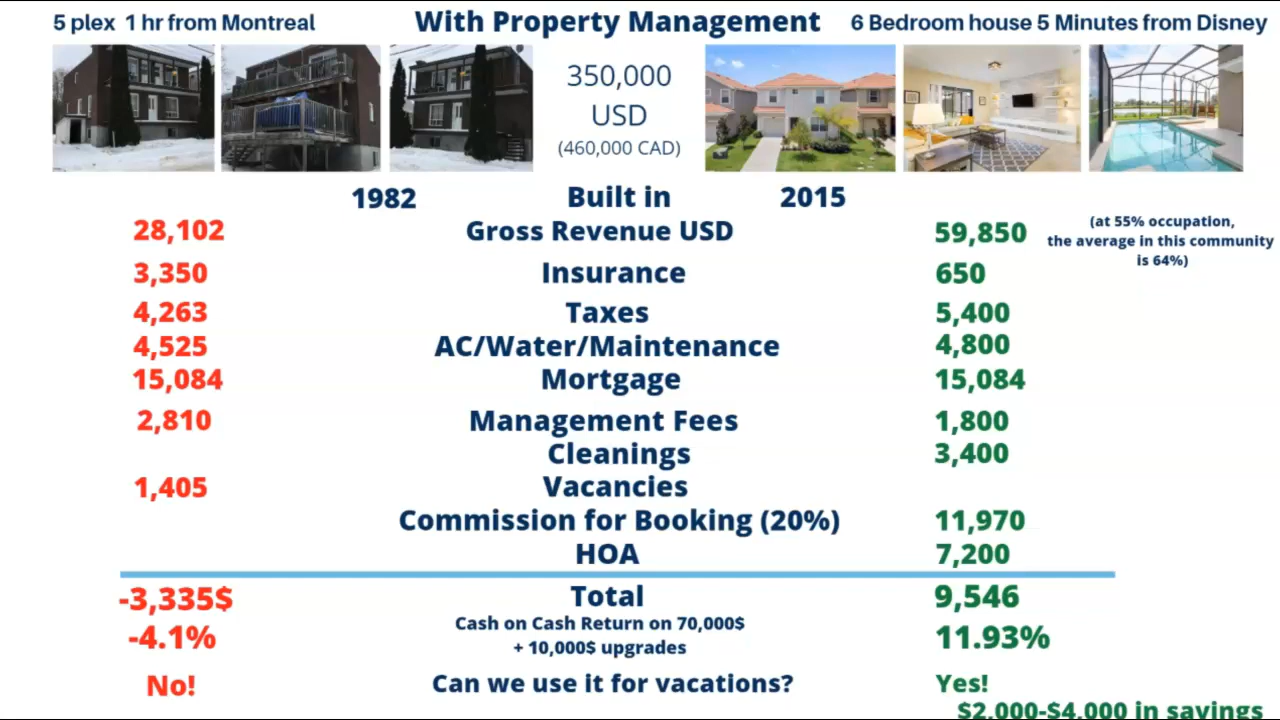 5 plex 1 hr from Montreal
With Property Management
6 Bedroom house 5 Minutes from Disney
350,000
USD
(460,000 CAD)
1982 Built in 2015
28,102 Gross Revenue USD 59,850
(at 55% occupation,
the average in this community
is 64%)
3,350 Insurance 650
4,263 Taxes 5,400
4,525 AC/Water/Maintenance 4,800
15,084 Mortgage 15,084
2,810 Management Fees 1,800
Cleanings 3,400
1,405 Vacancies
Commission for Booking (20%) 11,970
HOA 7,200
-3,335$ Total 9,546
-4.1% Cash on Cash Return on 70,000$ 11.93%
+ 10,000$ upgrades
No! Can we use it for vacations? Yes!
$2,000-$4,000 in savings